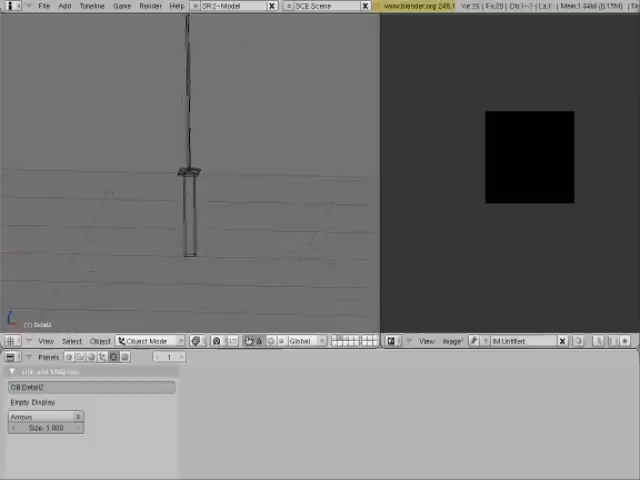 File Add Timeline Game Render Help SR:2-Model SCE:Scene www.blender.org 246.1
(1) Detail2
View Select Object Object Mode Global View Image IM:Untitled
Panels 1
Link and Materials
OB:Detail2
Empty Display
Arrows
Size: 1.000